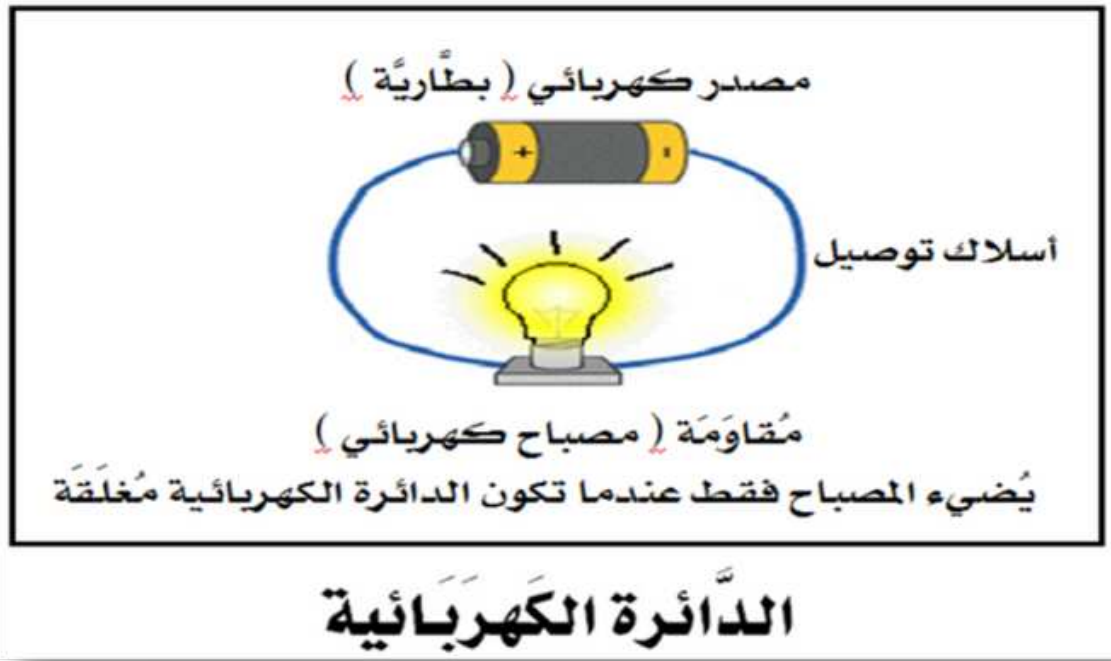 مصدر كهربائي ( بطَّاريَّة )
+ -
أسلاك توصيل
مُقاوَمَة ( مصباح كهربائي )
يُضيء المصباح فقط عندما تكون الدائرة الكهربائية مُغلَقَة
الدَّائرة الكَهرَبَائية